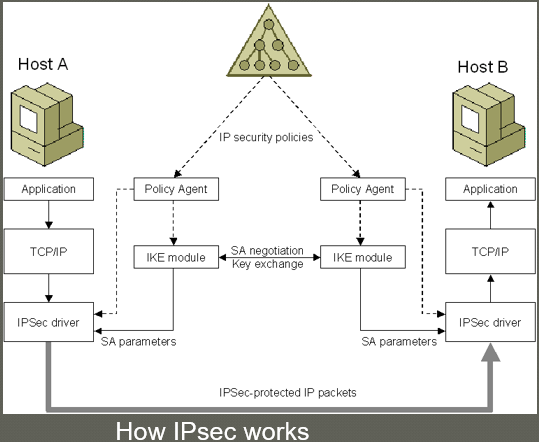 Host A
Host B
IP security policies
Application
Policy Agent
Policy Agent
Application
TCP/IP
IKE module
SA negotiation
Key exchange
IKE module
TCP/IP
IPSec driver
SA parameters
SA parameters
IPSec driver
IPSec-protected IP packets
How IPsec works